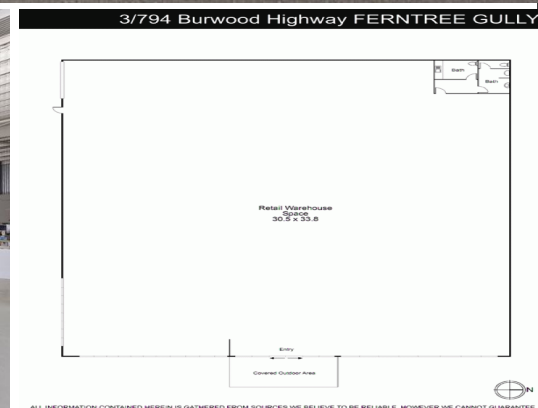 3/794 Burwood Highway FERNTREE GULLY
Bath
Bath
Retail Warehouse
Space
30.5 x 33.8
Entry
Covered Outdoor Area
N
ALL INFORMATION CONTAINED HEREIN IS GATHERED FROM SOURCES WE BELIEVE TO BE RELIABLE. HOWEVER WE CANNOT GUARANTEE